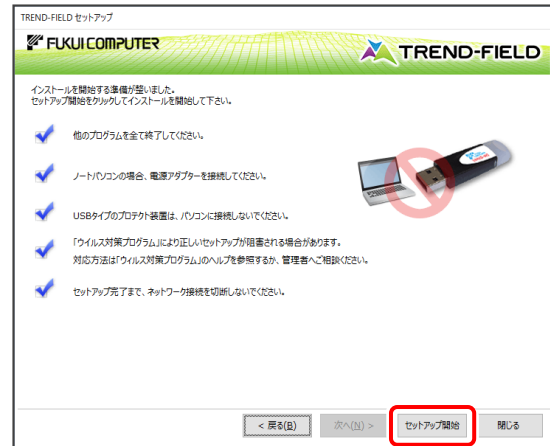 TREND-FIELD セットアップ
FUKUI COMPUTER
TREND-FIELD
インストールを開始する準備が整いました。
セットアップ開始をクリックしてインストールを開始して下さい。
他のプログラムを全て終了してください。
ノートパソコンの場合、電源アダプターを接続してください。
USBタイプのプロテクト装置は、パソコンに接続しないでください。
「ウイルス対策プログラム」により正しいセットアップが阻害される場合があります。
対応方法は「ウィルス対策プログラム」のヘルプを参照するか、管理者へご相談ください。
セットアップ完了まで、ネットワーク接続を切断しないでください。
< 戻る(B) 次へ(N) > セットアップ開始 閉じる